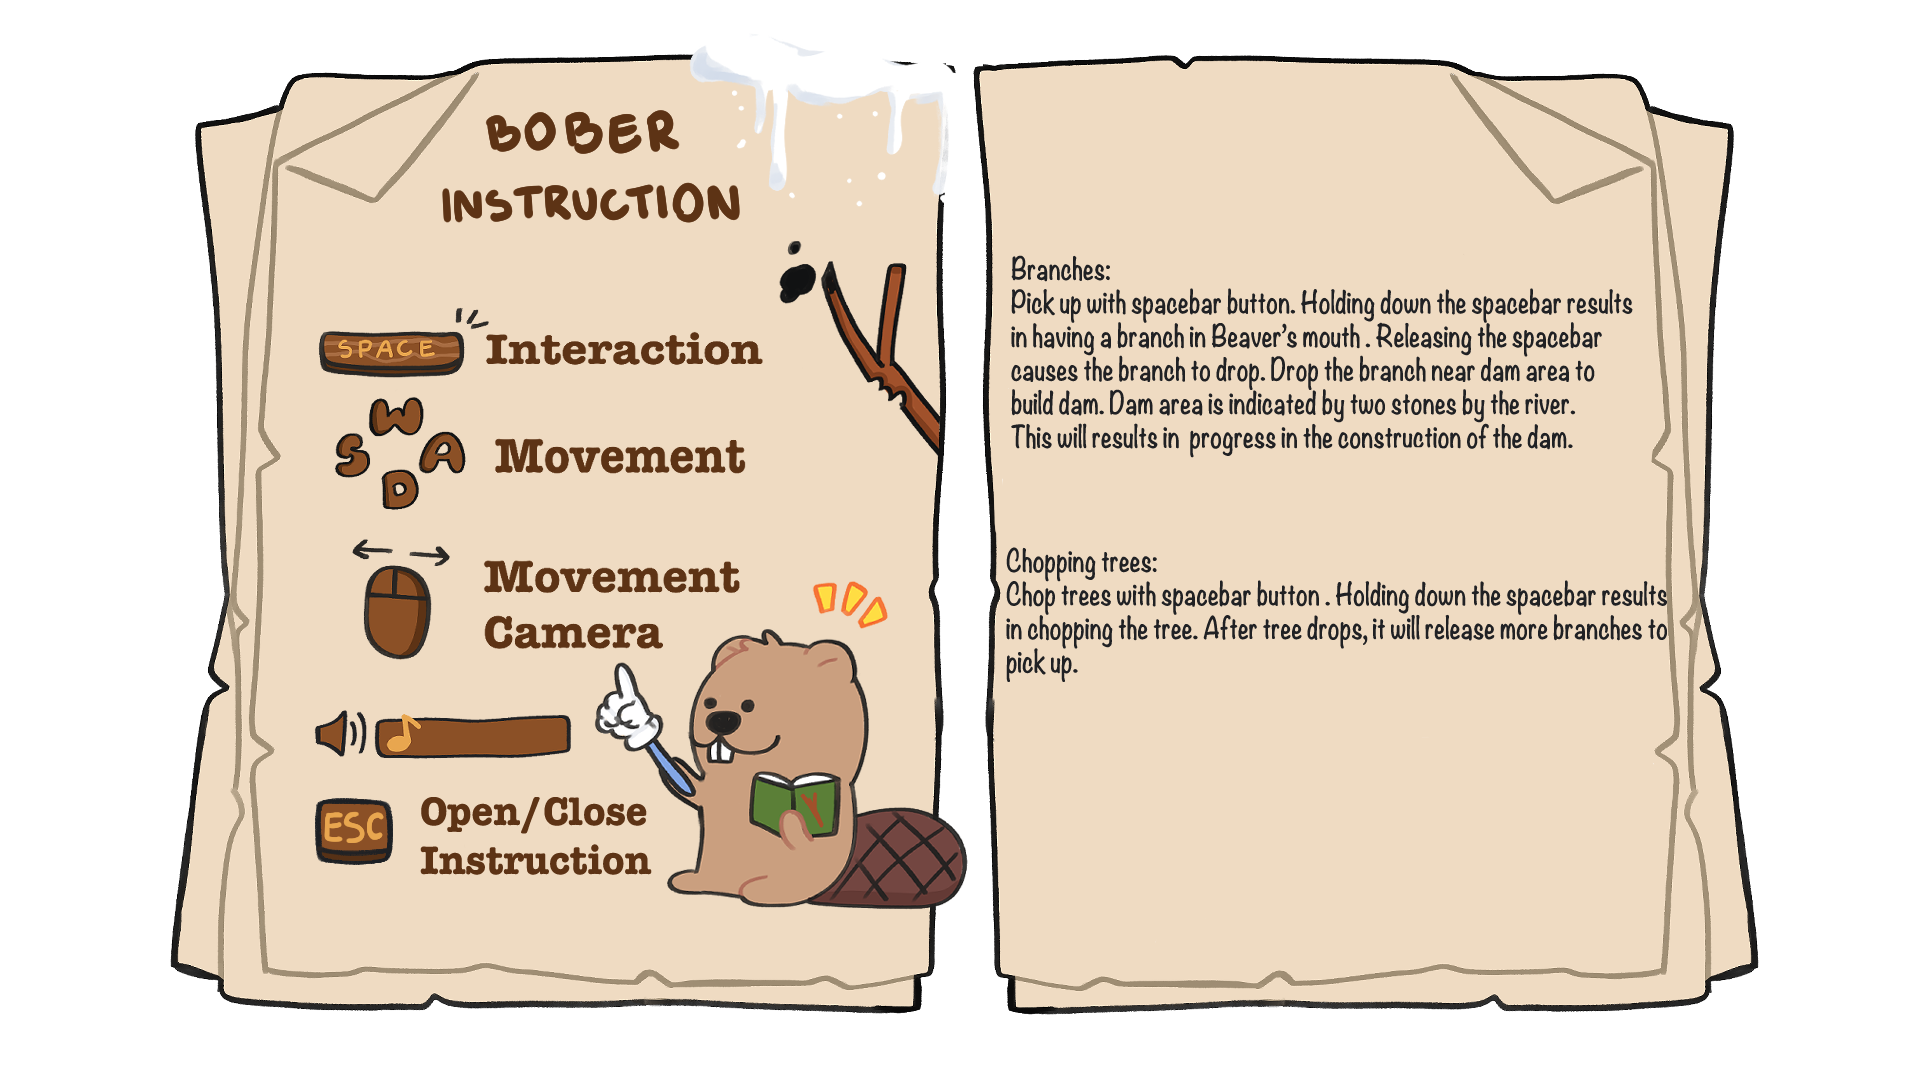 BOBER
INSTRUCTION
SPACE Interaction
W
S A Movement
D
Movement
Camera
ESC Open/Close
Instruction
Branches:
Pick up with spacebar button. Holding down the spacebar results
in having a branch in Beaver's mouth . Releasing the spacebar
causes the branch to drop. Drop the branch near dam area to
build dam. Dam area is indicated by two stones by the river.
This will results in  progress in the construction of the dam.
Chopping trees:
Chop trees with spacebar button . Holding down the spacebar results
in chopping the tree. After tree drops, it will release more branches to
pick up.